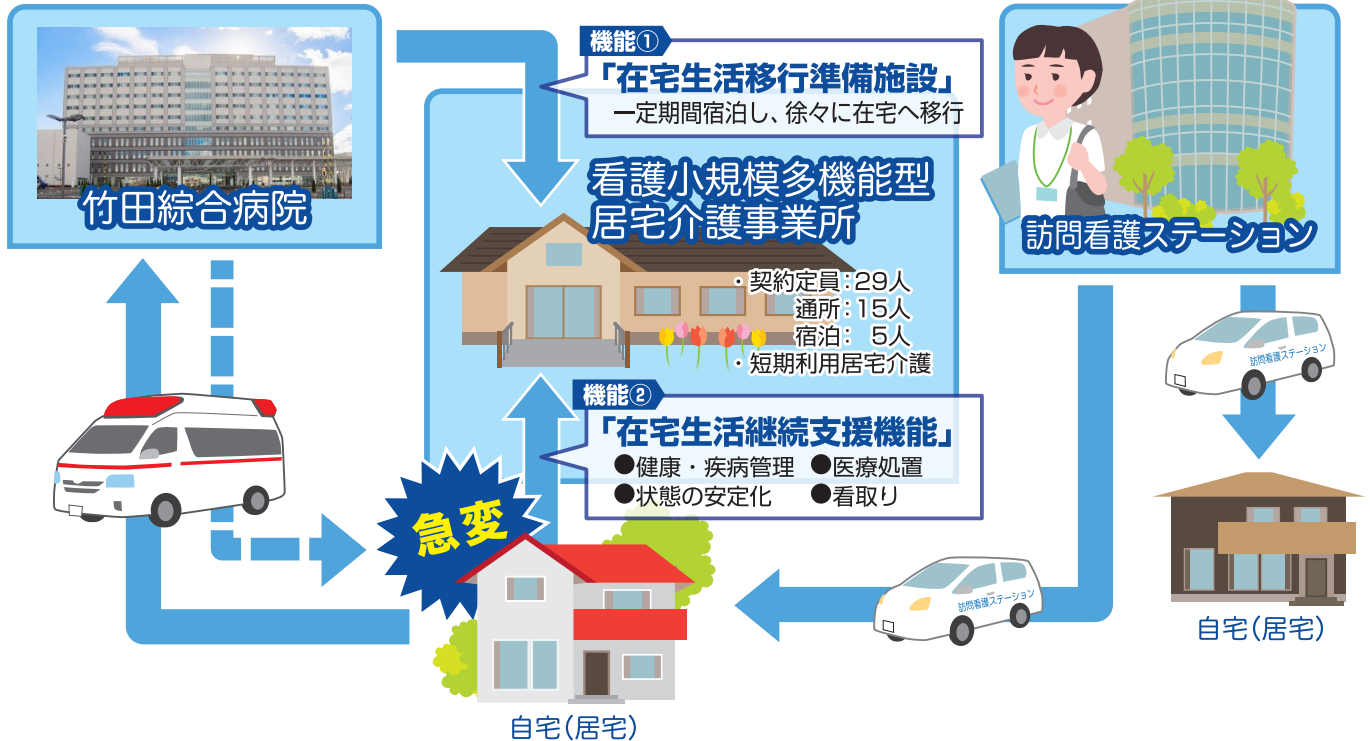 竹田綜合病院
機能①
「在宅生活移行準備施設」
一定期間宿泊し、徐々に在宅へ移行
看護小規模多機能型
居宅介護事業所
・契約定員：29人
通所：15人
宿泊： 5人
・短期利用居宅介護
機能②
「在宅生活継続支援機能」
●健康・疾病管理 ●医療処置
●状態の安定化 ●看取り
急変
自宅（居宅）
訪問看護ステーション
訪問看護ステーション
訪問看護ステーション
自宅（居宅）